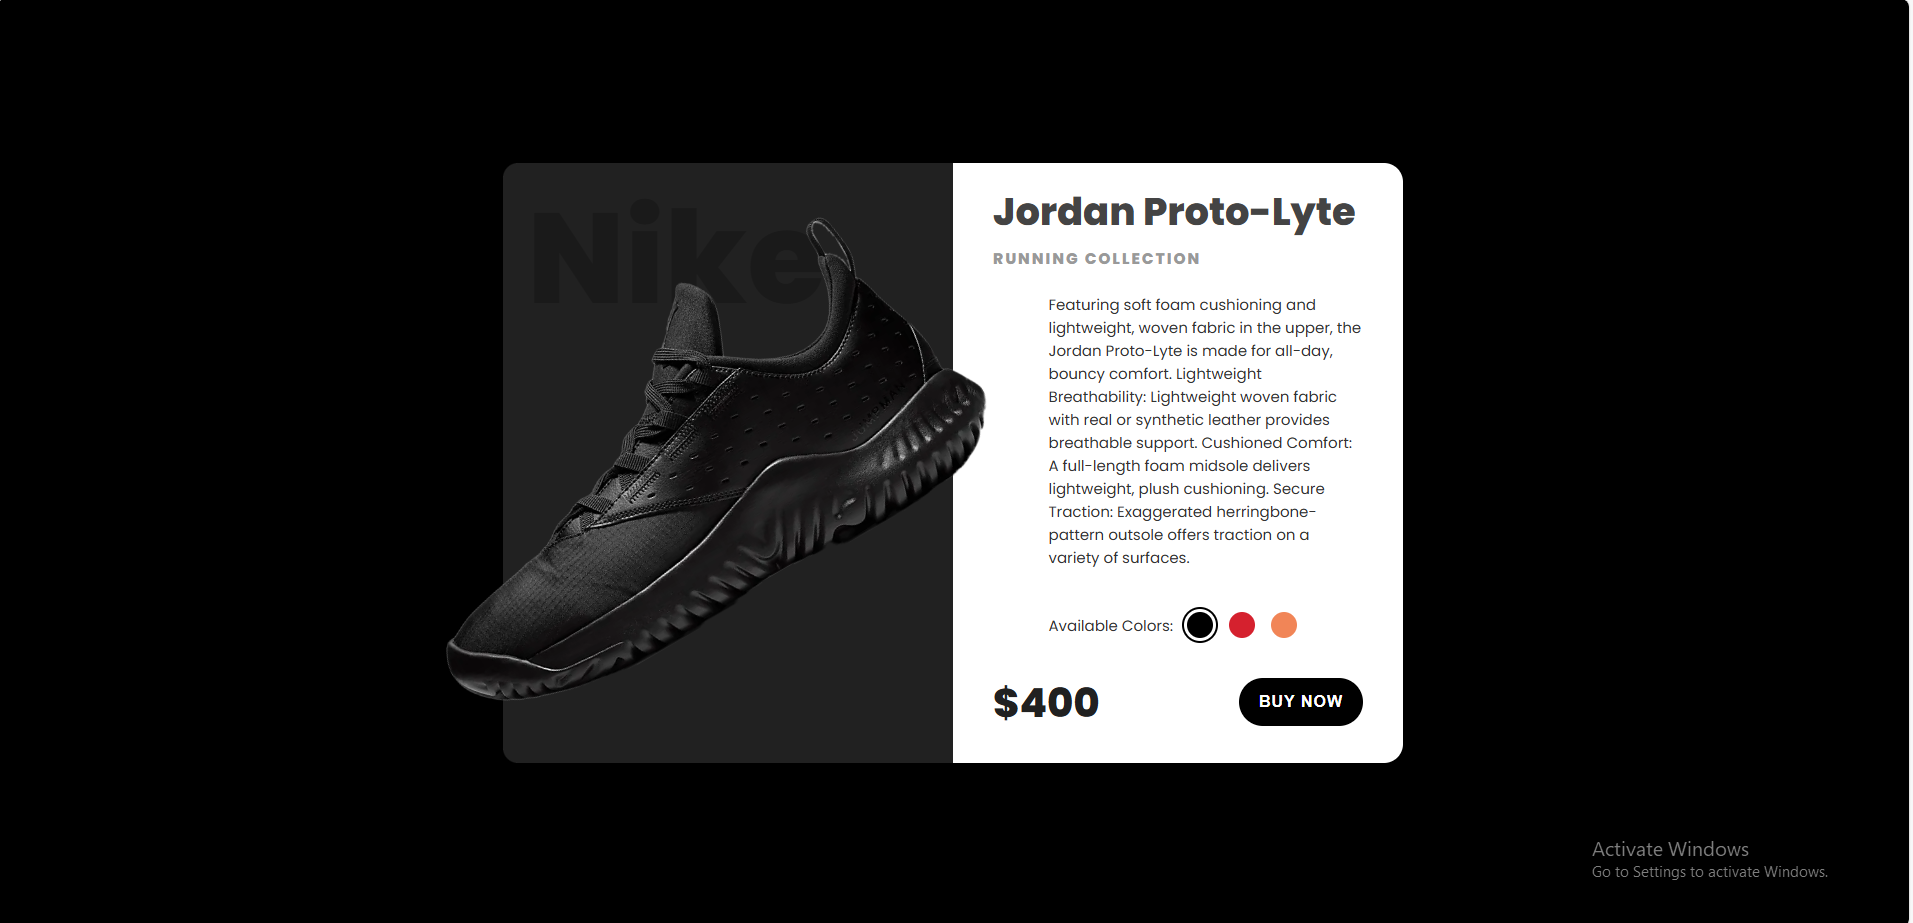 Nike
Jordan Proto-Lyte
RUNNING COLLECTION
Featuring soft foam cushioning and
lightweight, woven fabric in the upper, the
Jordan Proto-Lyte is made for all-day,
bouncy comfort. Lightweight
Breathability: Lightweight woven fabric
with real or synthetic leather provides
breathable support. Cushioned Comfort:
A full-length foam midsole delivers
lightweight, plush cushioning. Secure
Traction: Exaggerated herringbone-
pattern outsole offers traction on a
variety of surfaces.
Available Colors:
$400
BUY NOW
Activate Windows
Go to Settings to activate Windows.